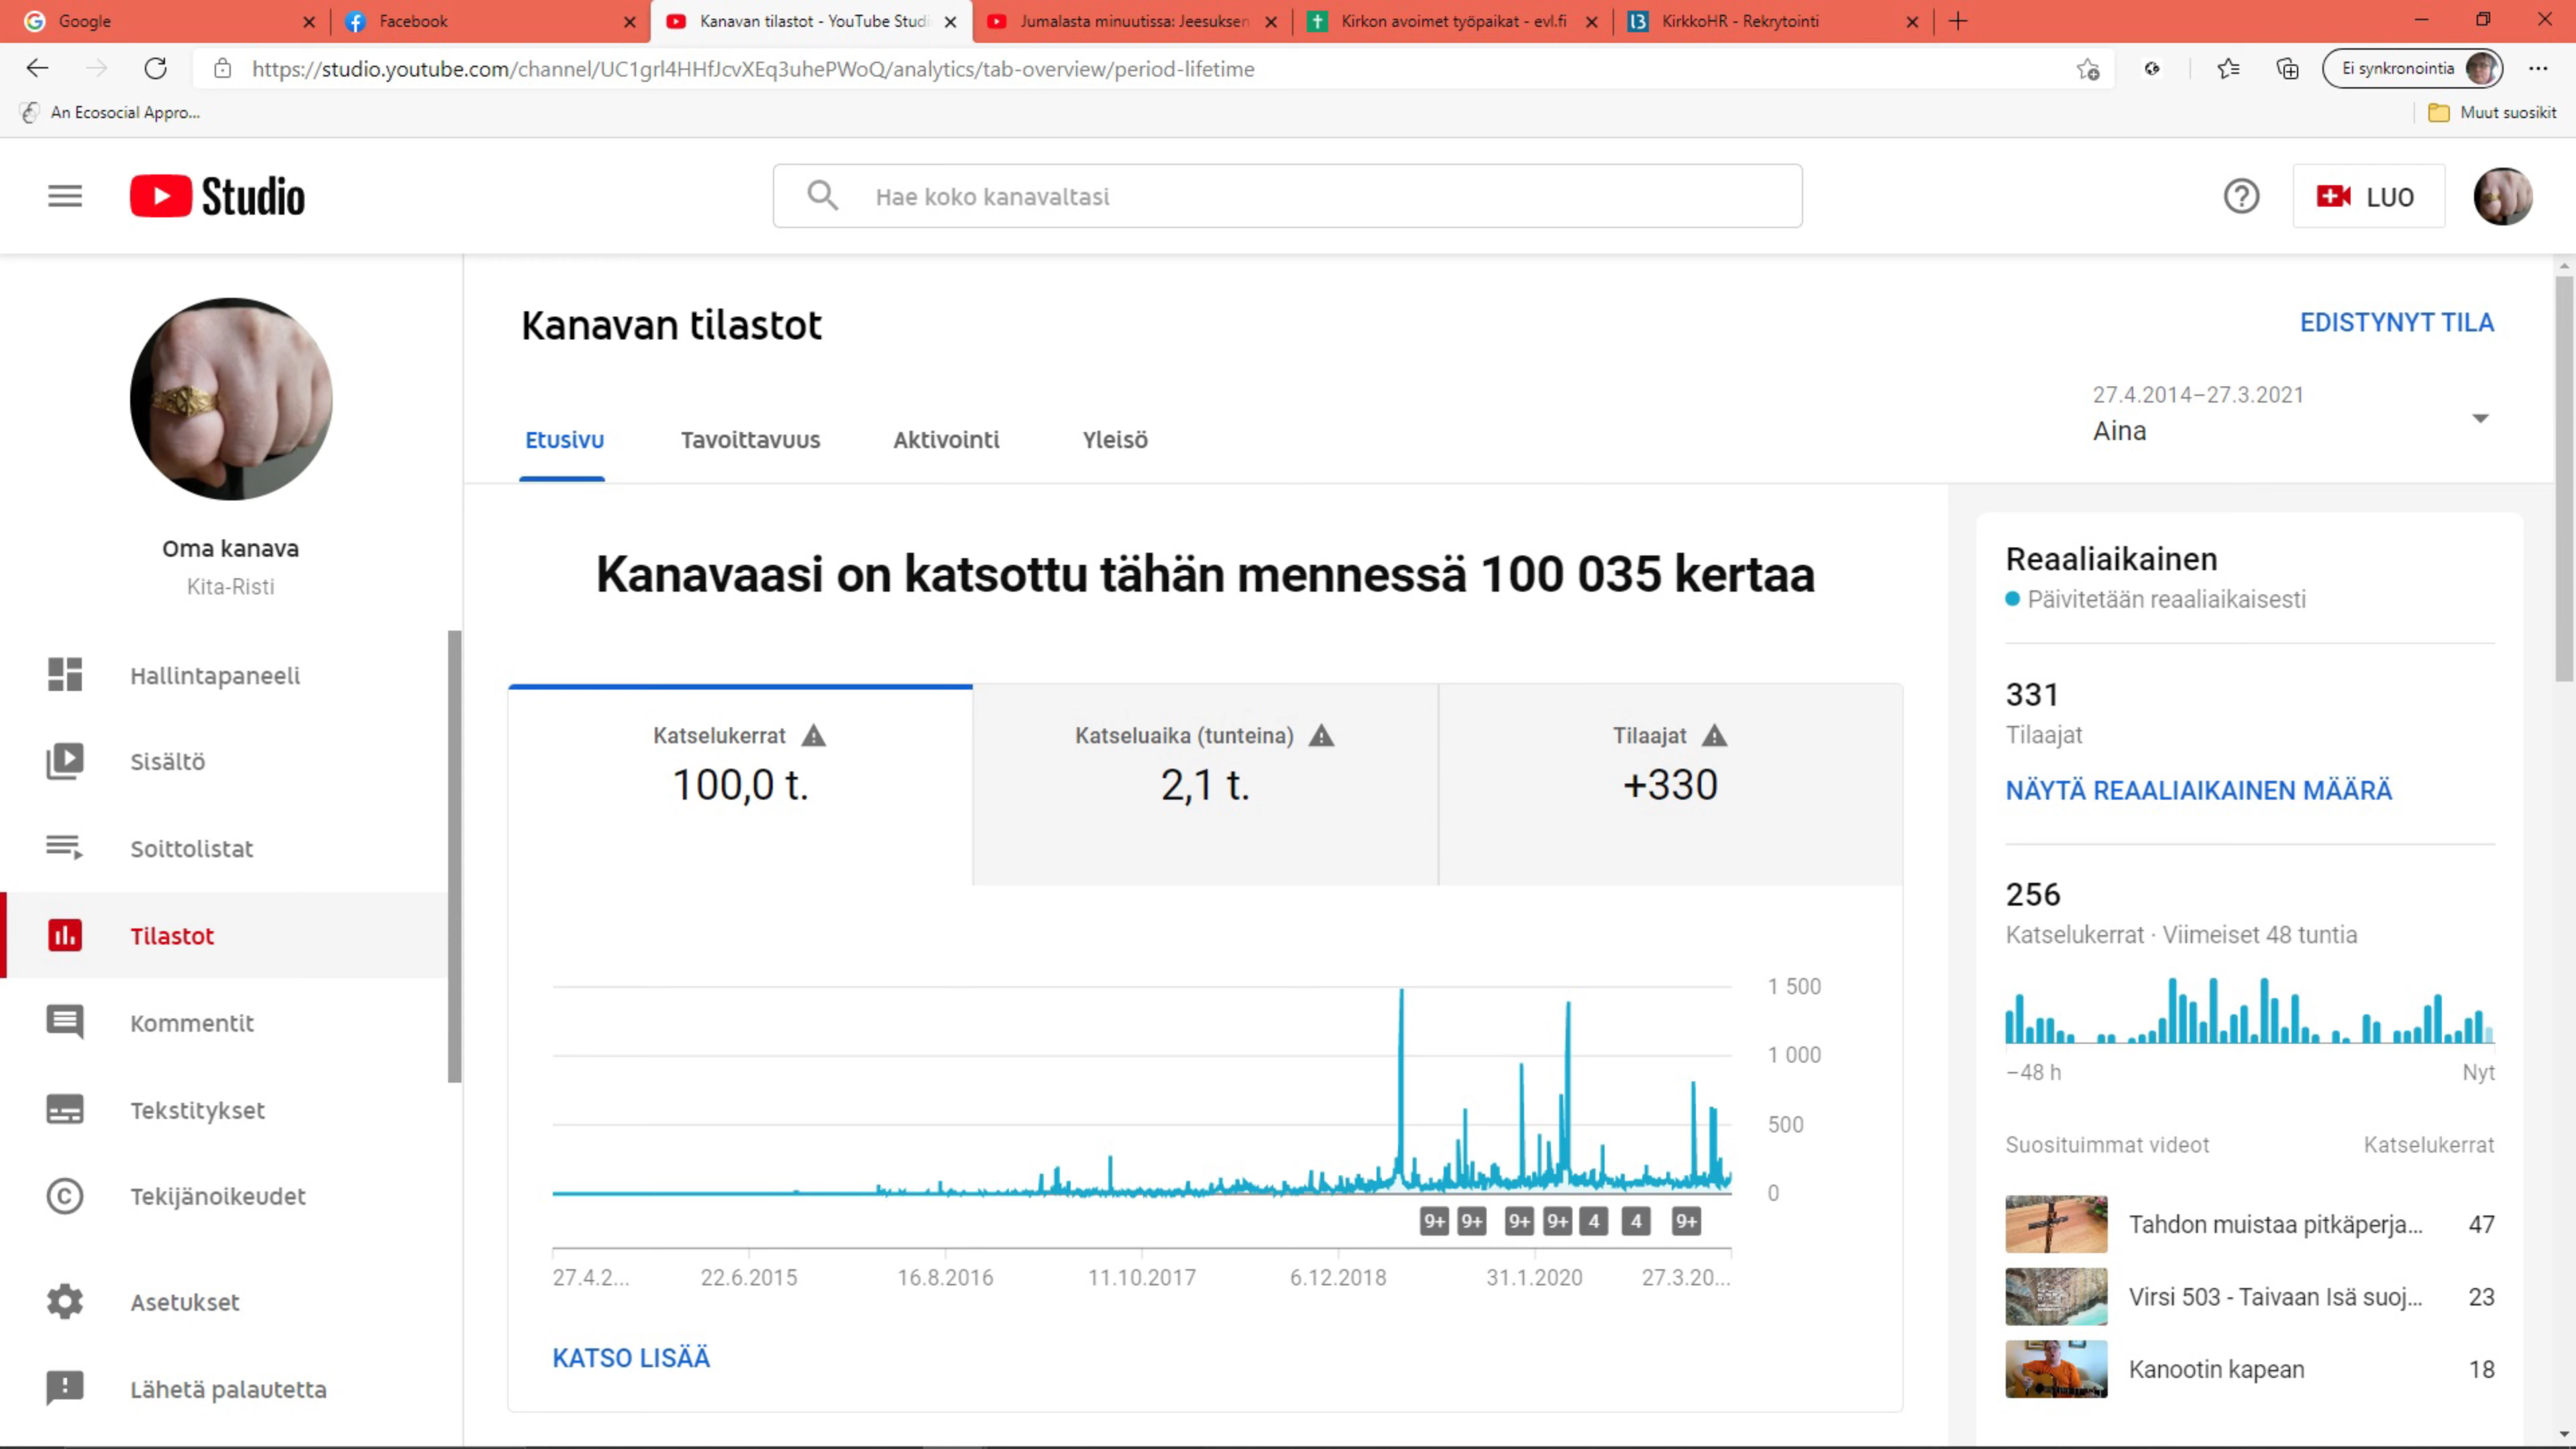 Google
Facebook
Kanavan tilastot - YouTube Studi
Jumalasta minuutissa: Jeesuksen
Kirkon avoimet työpaikat - evl.fi
KirkkoHR - Rekrytointi
https://studio.youtube.com/channel/UC1grl4HHfJcvXEq3uhePWoQ/analytics/tab-overview/period-lifetime
Ei synkronointia
An Ecosocial Appro...
Muut suosikit
Studio
Hae koko kanavaltasi
LUO
Oma kanava
Kita-Risti
Hallintapaneeli
Sisältö
Soittolistat
Tilastot
Kommentit
Tekstitykset
Tekijänoikeudet
Asetukset
Lähetä palautetta
Kanavan tilastot
EDISTYNYT TILA
27.4.2014–27.3.2021
Aina
Etusivu
Tavoittavuus
Aktivointi
Yleisö
Kanavaasi on katsottu tähän mennessä 100 035 kertaa
Katselukerrat
100,0 t.
Katseluaika (tunteina)
2,1 t.
Tilaajat
+330
1 500
1 000
500
0
9+ 9+ 9+ 9+ 4 4 9+
27.4.2... 22.6.2015 16.8.2016 11.10.2017 6.12.2018 31.1.2020 27.3.20...
KATSO LISÄÄ
Reaaliaikainen
Päivitetään reaaliaikaisesti
331
Tilaajat
NÄYTÄ REAALIAIKAINEN MÄÄRÄ
256
Katselukerrat · Viimeiset 48 tuntia
−48 h Nyt
Suosituimmat videot Katselukerrat
Tahdon muistaa pitkäperja... 47
Virsi 503 - Taivaan Isä suoj... 23
Kanootin kapean 18